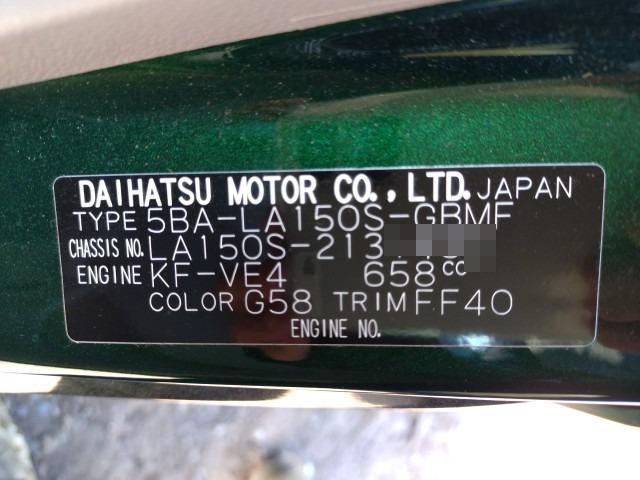 DAIHATSU MOTOR CO., LTD. JAPAN
TYPE 5BA-LA150S-GBMF
CHASSIS NO. LA150S-213
ENGINE KF-VE4 658cc
COLOR G58 TRIM FF40
ENGINE NO.